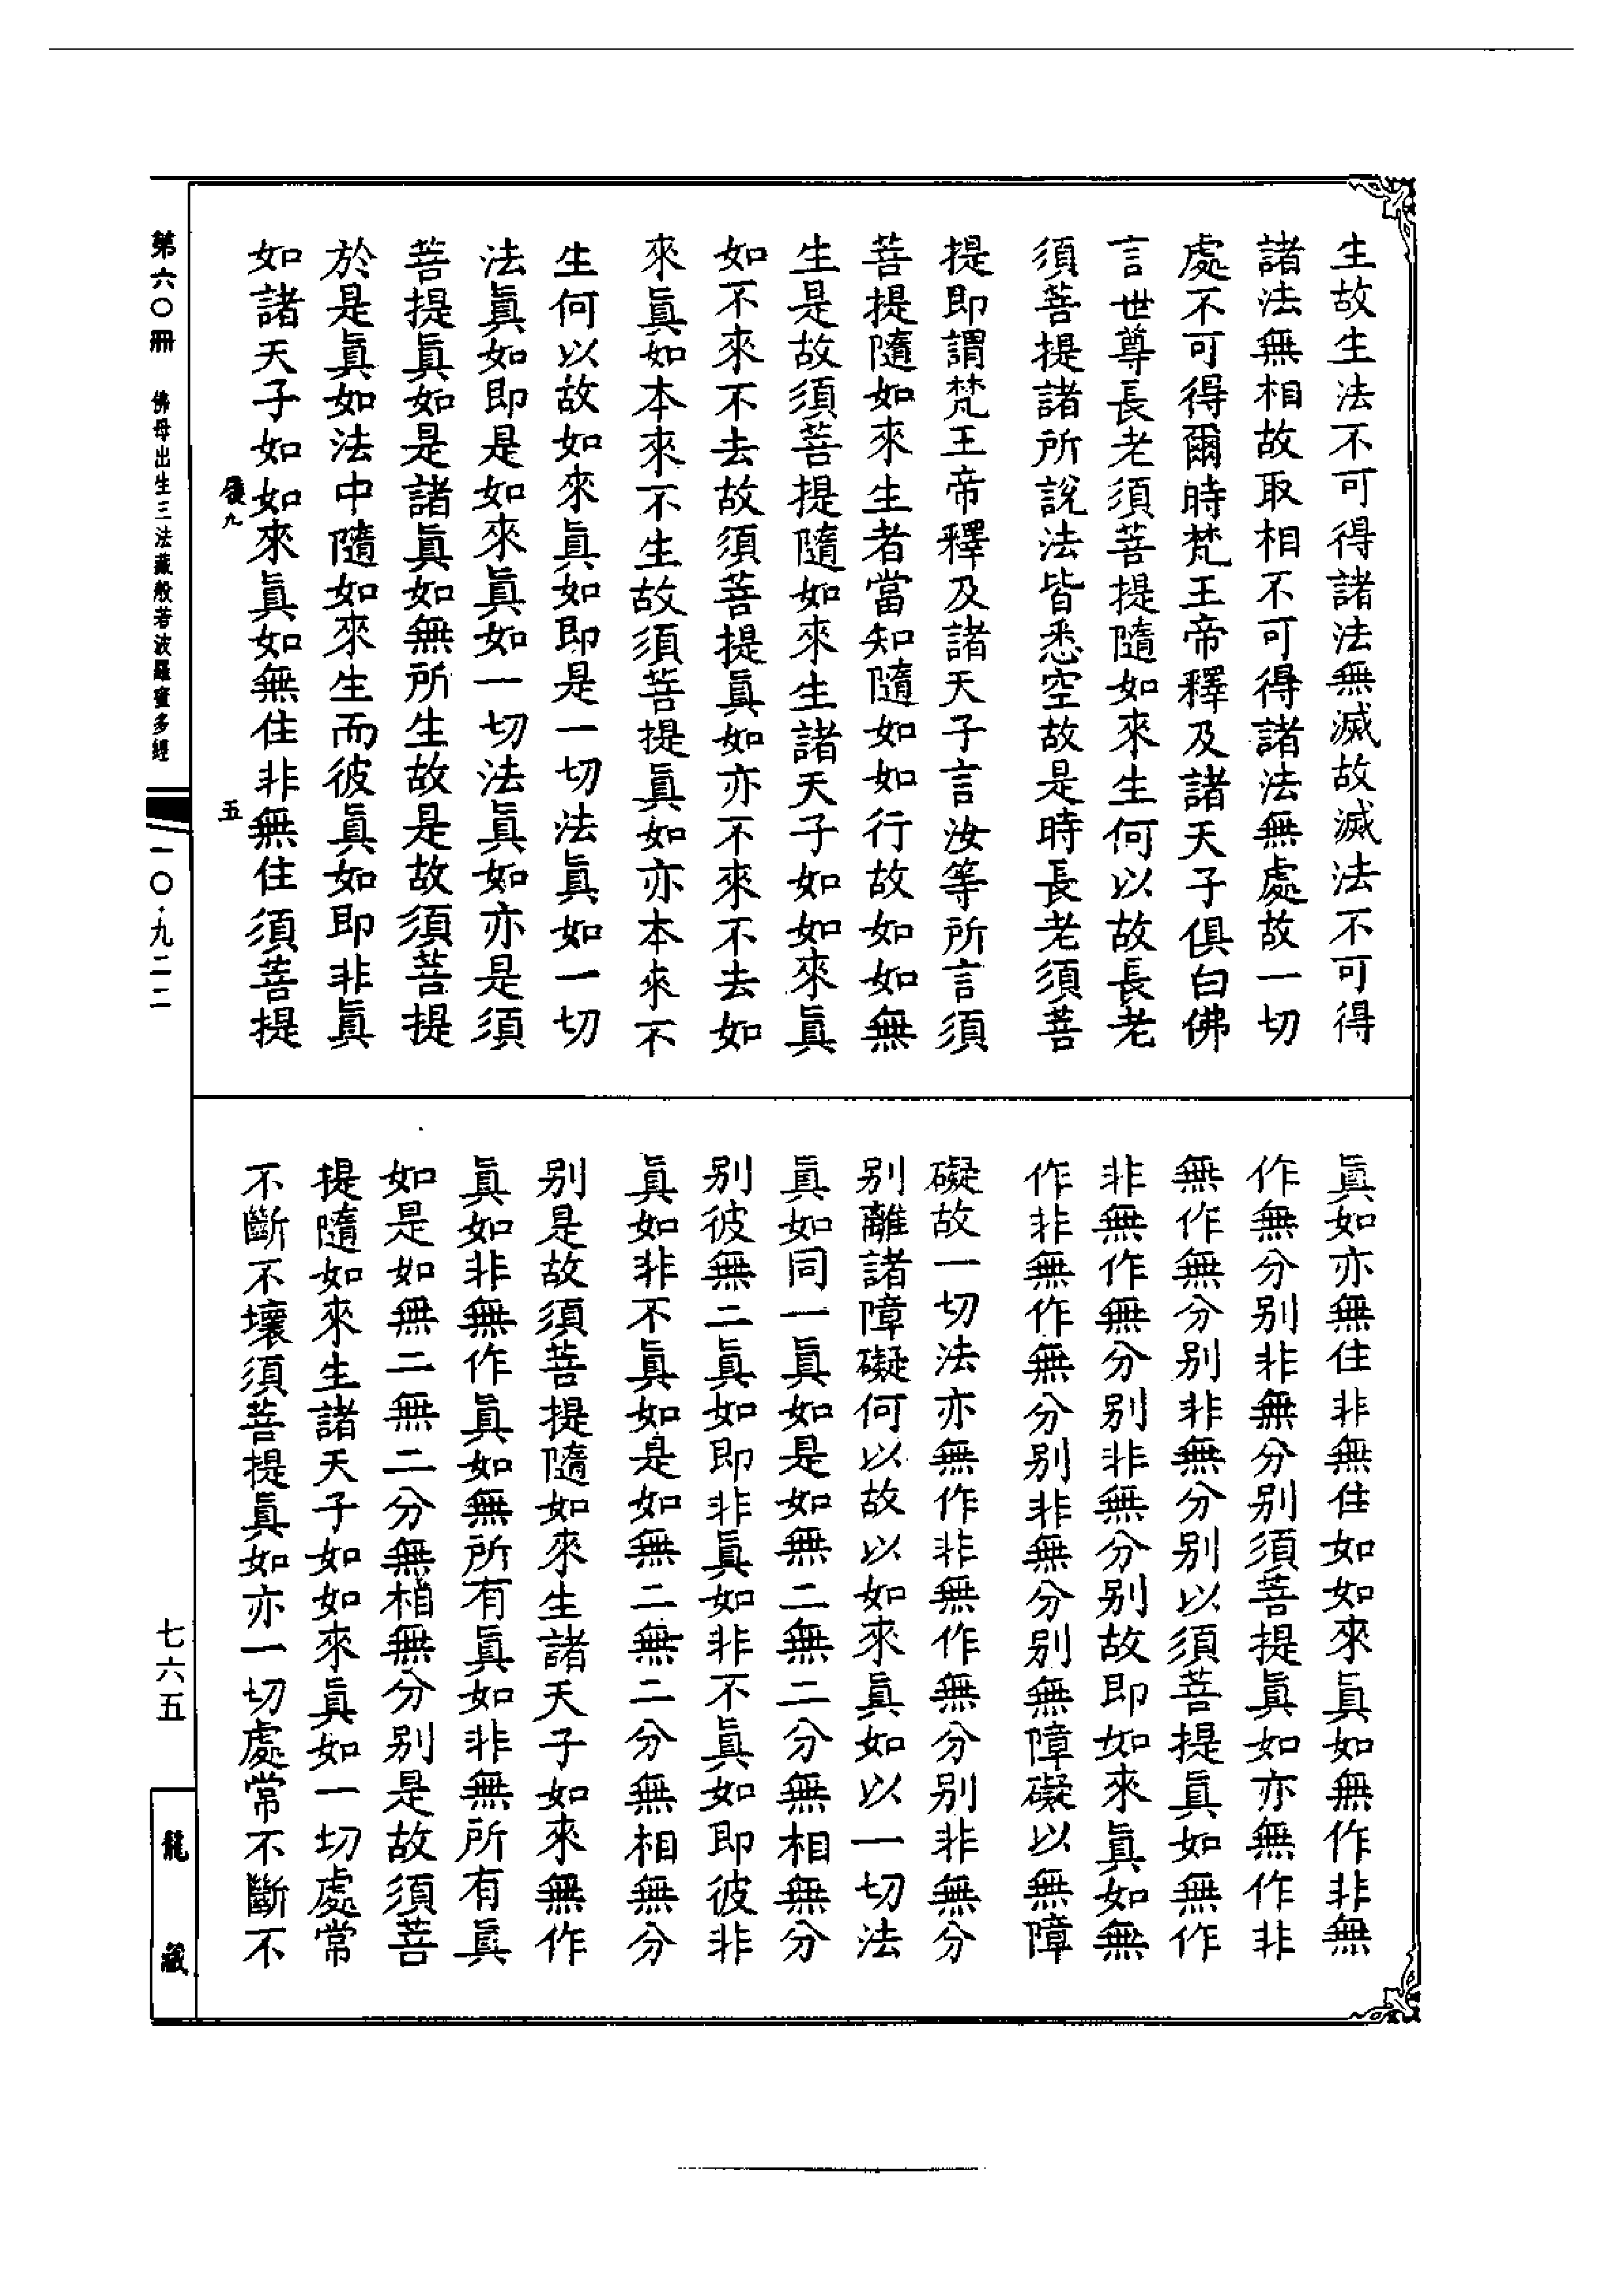 生故生法不可得諸法無滅故滅法不可得
諸法無相故取相不可得諸法無處故一切
處不可得爾時梵王帝釋及諸天子俱白佛
言世尊長老須菩提隨如來生何以故長老
須菩提諸所說法皆悉空故是時長老須菩
提即謂梵王帝釋及諸天子言汝等所言須
菩提隨如來生者當知隨如如行故如如無
生是故須菩提隨如來生諸天子如如來眞
如不來不去故須菩提眞如亦不來不去如
來眞如本來不生故須菩提眞如亦本來不
生何以故如來眞如即是一切法眞如一切
法眞如即是如來眞如一切法眞如亦是須
菩提眞如是諸眞如無所生故是故須菩提
於是眞如法中隨如來生而彼眞如即非眞
如諸天子如如來眞如無住非無住須菩提
眞如亦無住非無住如如來眞如無作非無
作無分别非無分别須菩提眞如亦無作非
無作無分别非無分别以須菩提眞如無作
非無作無分别非無分别故即如來眞如無
作非無作無分别非無分别無障礙以無障
礙故一切法亦無作非無作無分别非無分
别離諸障礙何以故以如來眞如以一切法
眞如同一眞如是如無二無二分無相無分
别彼無二眞如即非眞如非不眞如即彼非
眞如非不眞如是如無二無二分無相無分
别是故須菩提隨如來生諸天子如來無作
眞如非無作眞如無所有眞如非無所有眞
如是如無二無二分無相無分别是故須菩
提隨如來生諸天子如如來眞如一切處常
不斷不壞須菩提眞如亦一切處常不斷不
九
五
第六〇冊 佛母出生三法藏般若波羅蜜多經
一〇·九二二
七六五
龍藏